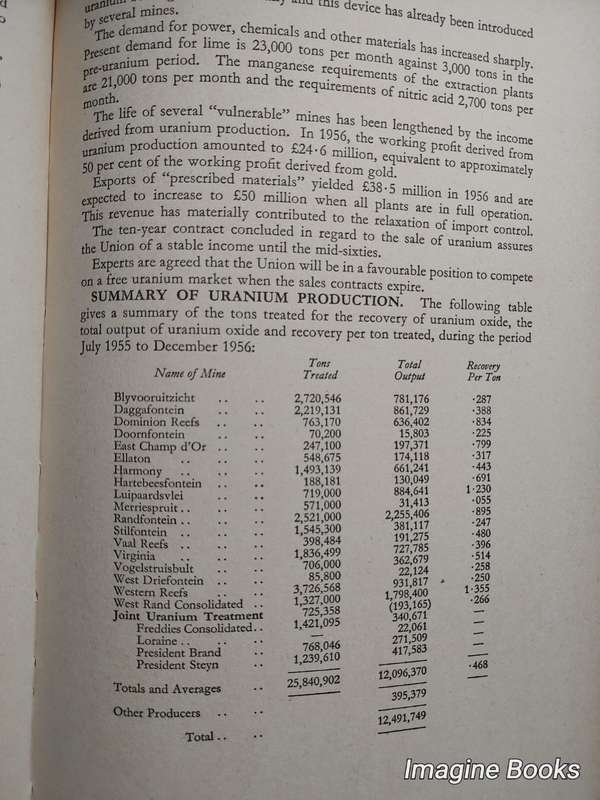 uranium
and this device has already been introduced
by several mines.
The demand for power, chemicals and other materials has increased sharply.
Present demand for lime is 23,000 tons per month against 3,000 tons in the
pre-uranium period. The manganese requirements of the extraction plants
are 21,000 tons per month and the requirements of nitric acid 2,700 tons per
month.
The life of several “vulnerable” mines has been lengthened by the income
derived from uranium production. In 1956, the working profit derived from
uranium production amounted to £24·6 million, equivalent to approximately
50 per cent of the working profit derived from gold.
Exports of “prescribed materials” yielded £38·5 million in 1956 and are
expected to increase to £50 million when all plants are in full operation.
This revenue has materially contributed to the relaxation of import control.
The ten-year contract concluded in regard to the sale of uranium assures
the Union of a stable income until the mid-sixties.
Experts are agreed that the Union will be in a favourable position to compete
on a free uranium market when the sales contracts expire.
SUMMARY OF URANIUM PRODUCTION. The following table
gives a summary of the tons treated for the recovery of uranium oxide, the
total output of uranium oxide and recovery per ton treated, during the period
July 1955 to December 1956:
Tons Total Recovery
Name of Mine Treated Output Per Ton
Blyvooruitzicht .. .. 2,720,546 781,176 ·287
Daggafontein .. .. 2,219,131 861,729 ·388
Dominion Reefs .. .. 763,170 636,402 ·834
Doornfontein .. .. 70,200 15,803 ·225
East Champ d'Or .. .. 247,100 197,371 ·799
Ellaton .. .. 548,675 174,118 ·317
Harmony .. .. 1,493,139 661,241 ·443
Hartebeesfontein .. .. 188,181 130,049 ·691
Luipaardsvlei .. .. 719,000 884,641 1·230
Merriespruit .. .. 571,000 31,413 ·055
Randfontein .. .. 2,521,000 2,255,406 ·895
Stilfontein .. .. 1,545,300 381,117 ·247
Vaal Reefs .. .. 398,484 191,275 ·480
Virginia .. .. 1,836,499 727,785 ·396
Vogelstruisbult .. .. 706,000 362,679 ·514
West Driefontein .. .. 85,800 22,124 ·258
Western Reefs .. .. 3,726,568 931,817 ·250
West Rand Consolidated .. 1,327,000 1,798,400 1·355
Joint Uranium Treatment 725,358 (193,165) ·266
Freddies Consolidated .. 1,421,095 340,671 —
Loraine .. .. .. — 22,061 —
President Brand .. 768,046 271,509 —
President Steyn .. 1,239,610 417,583 —
Totals and Averages .. 25,840,902 12,096,370 ·468
Other Producers .. .. 395,379
Total .. .. 12,491,749
Imagine Books